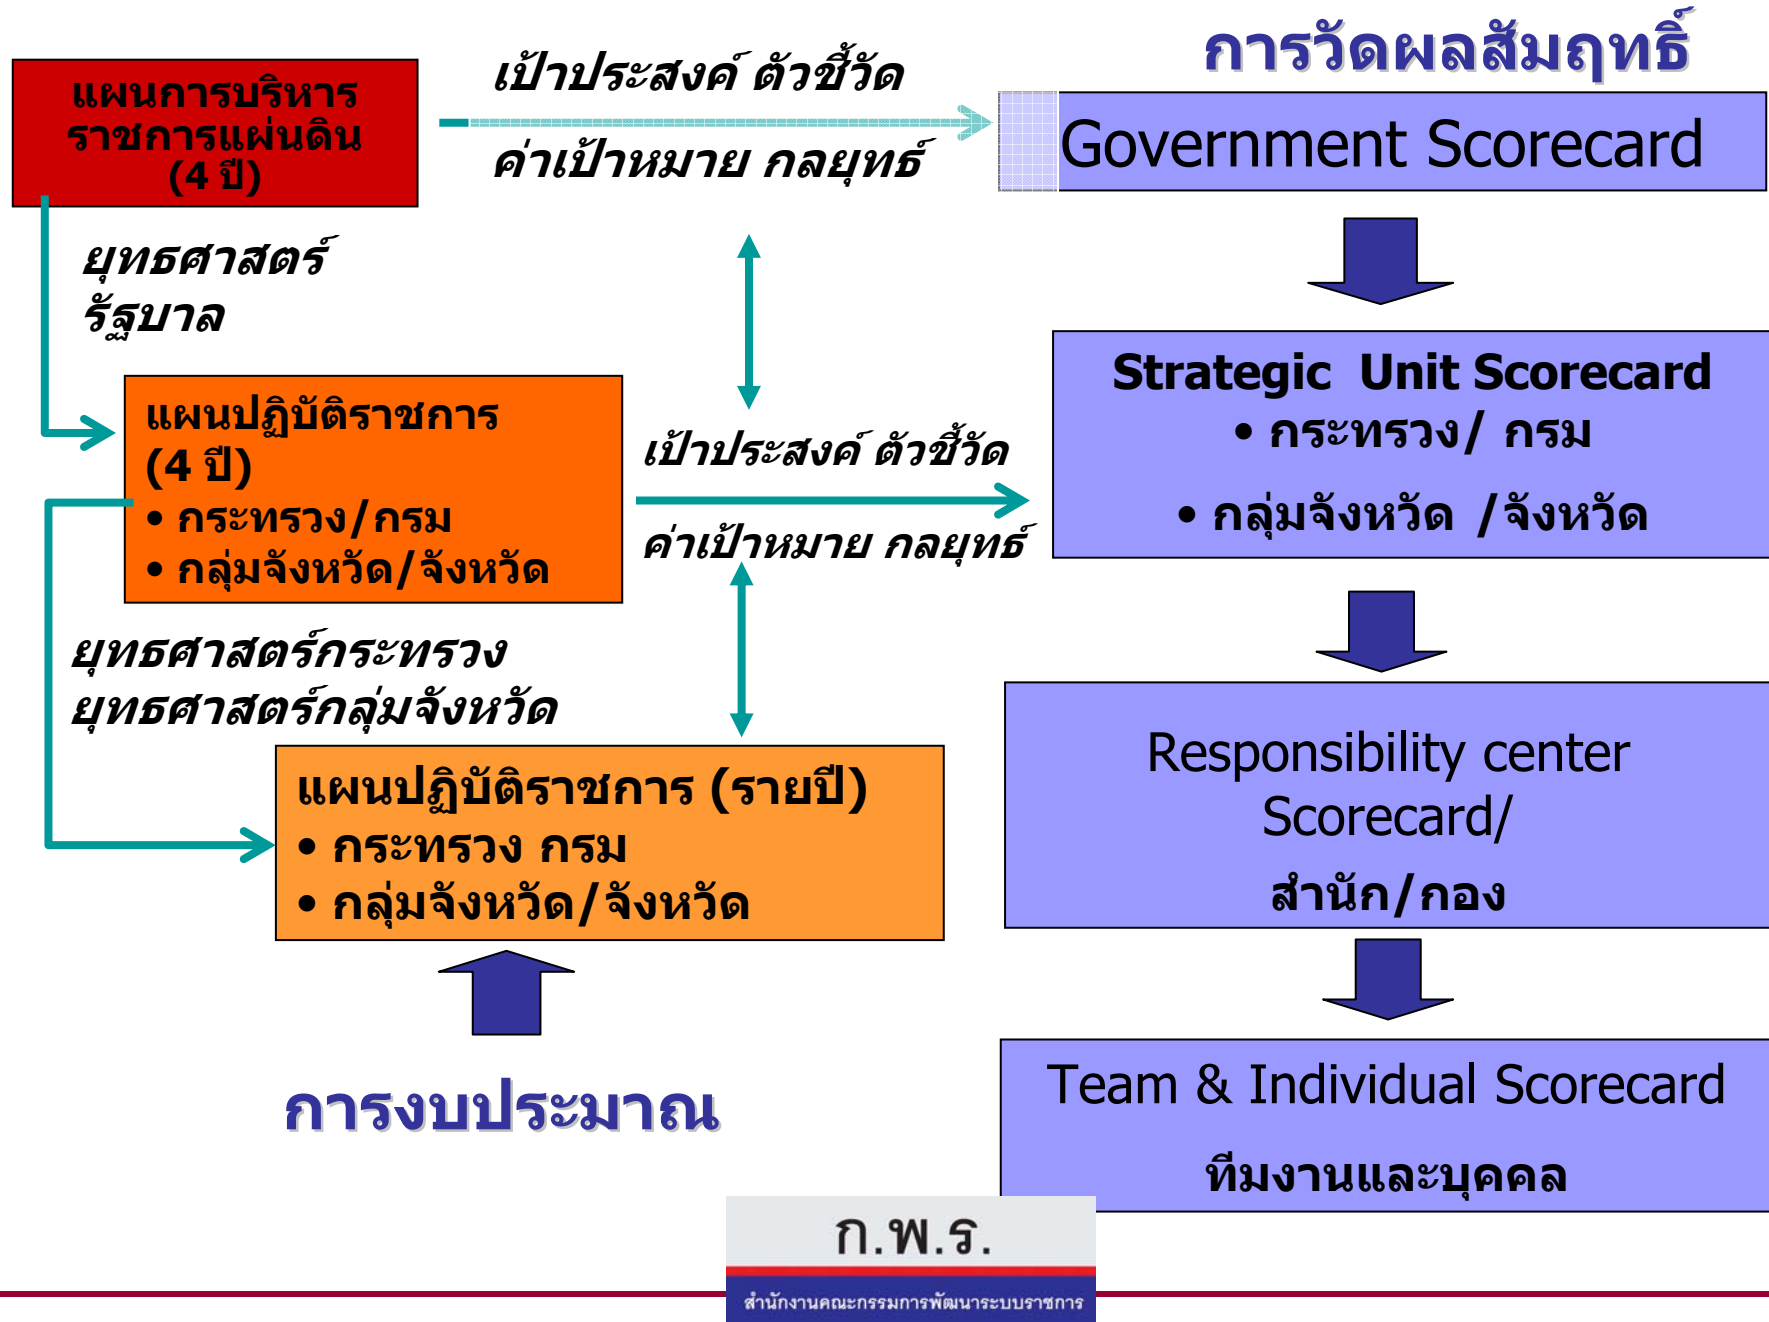 การวัดผลสัมฤทธิ์
แผนการบริหาร
ราชการแผ่นดิน
(4 ปี)
เป้าประสงค์ ตัวชี้วัด
ค่าเป้าหมาย กลยุทธ์
Government Scorecard
ยุทธศาสตร์
รัฐบาล
แผนปฏิบัติราชการ
(4 ปี)
• กระทรวง/กรม
• กลุ่มจังหวัด/จังหวัด
เป้าประสงค์ ตัวชี้วัด
ค่าเป้าหมาย กลยุทธ์
Strategic Unit Scorecard
• กระทรวง/ กรม
• กลุ่มจังหวัด /จังหวัด
ยุทธศาสตร์กระทรวง
ยุทธศาสตร์กลุ่มจังหวัด
แผนปฏิบัติราชการ (รายปี)
• กระทรวง กรม
• กลุ่มจังหวัด/จังหวัด
Responsibility center
Scorecard/
สำนัก/กอง
การงบประมาณ
Team & Individual Scorecard
ทีมงานและบุคคล
ก.พ.ร.
สำนักงานคณะกรรมการพัฒนาระบบราชการ